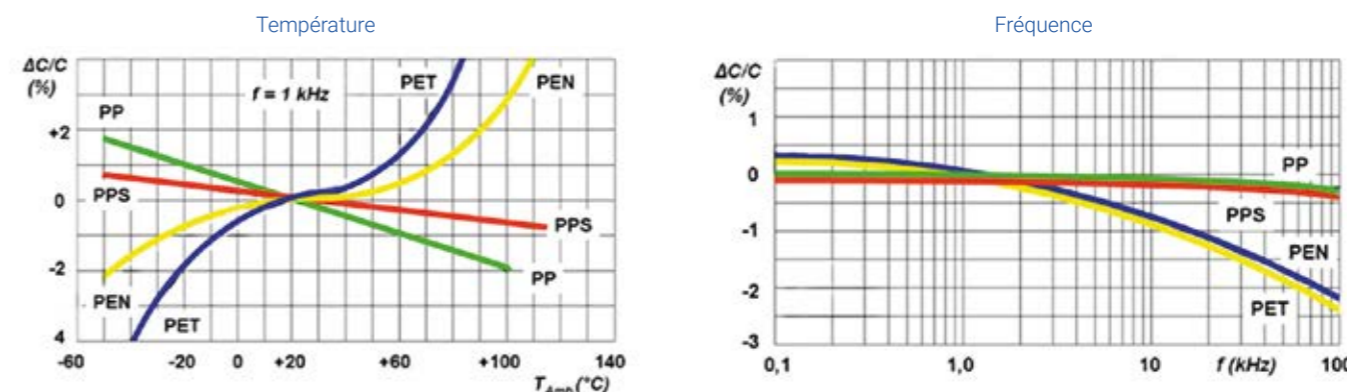 Température
ΔC/C
(%)
f = 1 kHz
PET
PEN
PP
+2
PPS
0
PPS
-2
PP
PEN
PET
4
-60
-20
0
+20
+60
+100
140
T Amb (°C)
Fréquence
ΔC/C
(%)
1
PP
0
PPS
-1
PEN
-2
PET
-3
0,1
1,0
10
f (kHz)
100